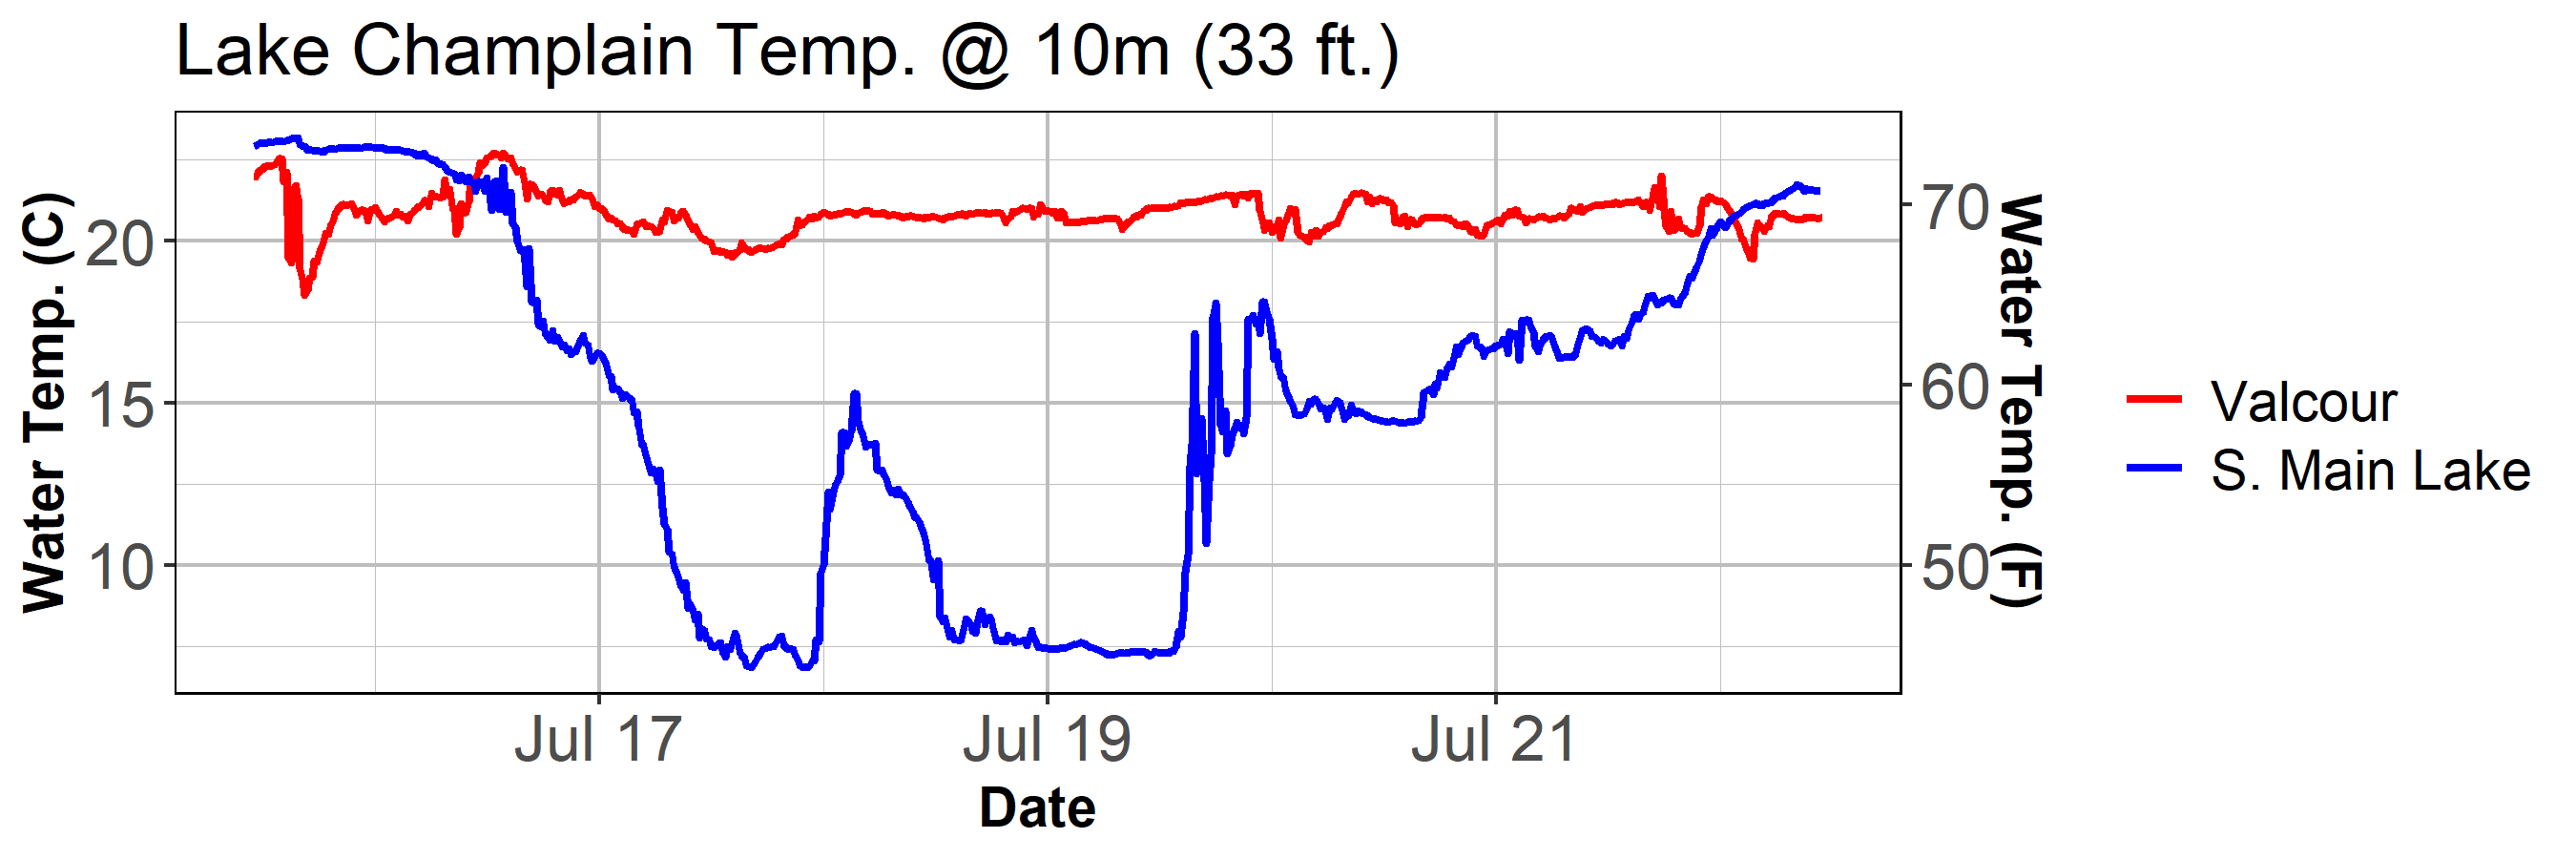 Lake Champlain Temp. @ 10m (33 ft.)
Water Temp. (C)
20
15
10
70
60
50
Water Temp. (F)
Jul 17
Jul 19
Jul 21
Date
Valcour
S. Main Lake